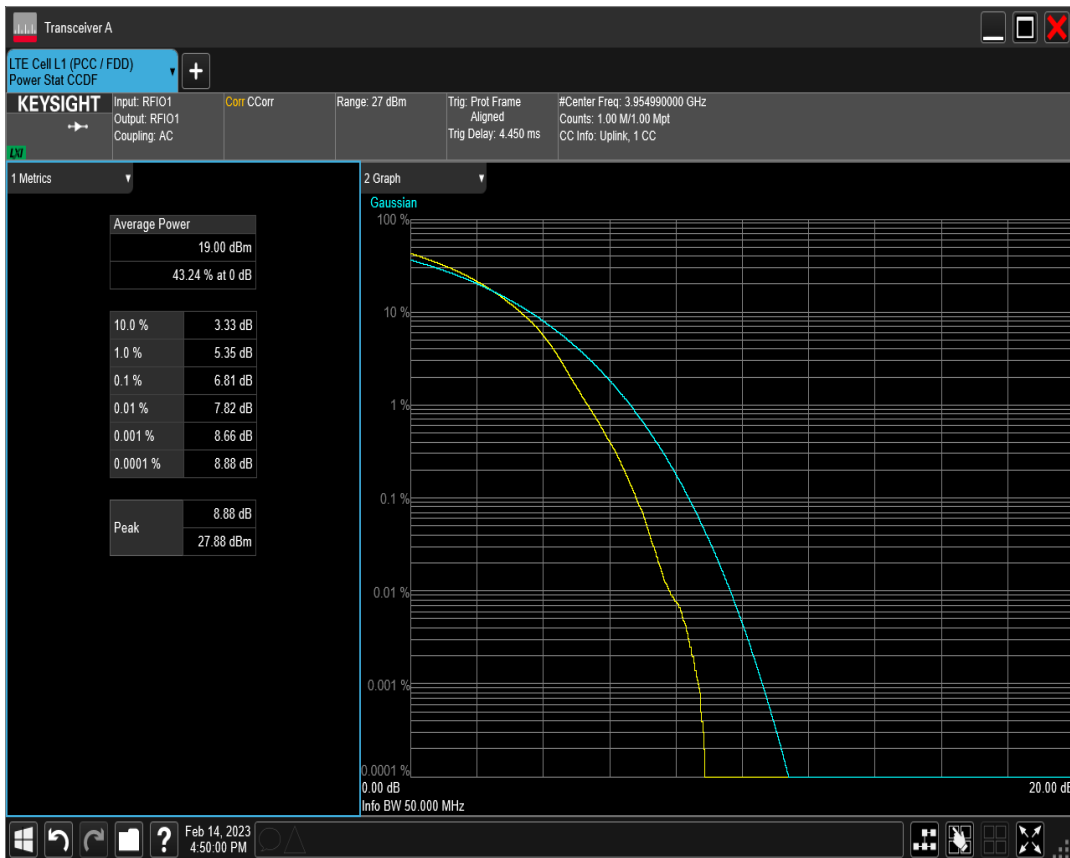 Transceiver A
LTE Cell L1 (PCC / FDD)
Power Stat CCDF
+
KEYSIGHT
LXI
Input: RFIO1
Output: RFIO1
Coupling: AC
Corr CCorr
Range: 27 dBm
Trig: Prot Frame
Aligned
Trig Delay: 4.450 ms
#Center Freq: 3.954990000 GHz
Counts: 1.00 M/1.00 Mpt
CC Info: Uplink, 1 CC
1 Metrics
Average Power
19.00 dBm
43.24 % at 0 dB
10.0 % 3.33 dB
1.0 % 5.35 dB
0.1 % 6.81 dB
0.01 % 7.82 dB
0.001 % 8.66 dB
0.0001 % 8.88 dB
Peak 8.88 dB
27.88 dBm
2 Graph
Gaussian
100 %
10 %
1 %
0.1 %
0.01 %
0.001 %
0.0001 %
0.00 dB 20.00 dB
Info BW 50.000 MHz
?
Feb 14, 2023
4:50:00 PM